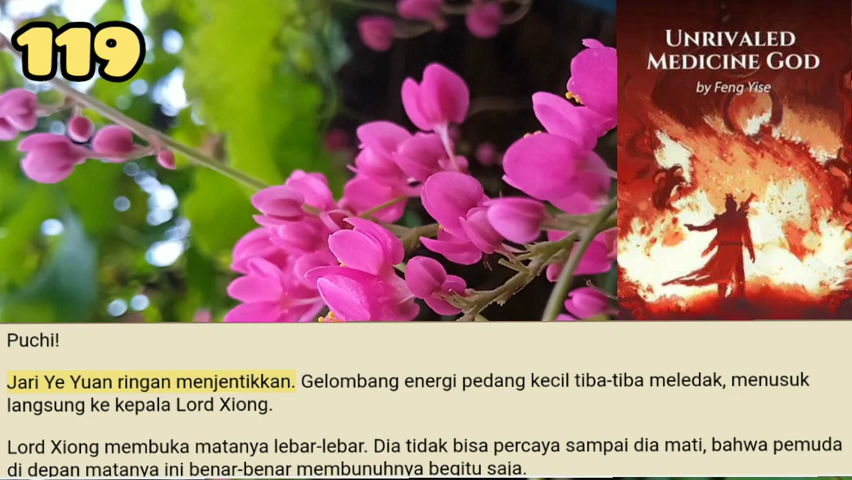 119
UNRIVALED
MEDICINE GOD
by Feng Yise
Puchi!
Jari Ye Yuan ringan menjentikkan. Gelombang energi pedang kecil tiba-tiba meledak, menusuk
langsung ke kepala Lord Xiong.
Lord Xiong membuka matanya lebar-lebar. Dia tidak bisa percaya sampai dia mati, bahwa pemuda
di depan matanya ini benar-benar membunuhnya begitu saja.